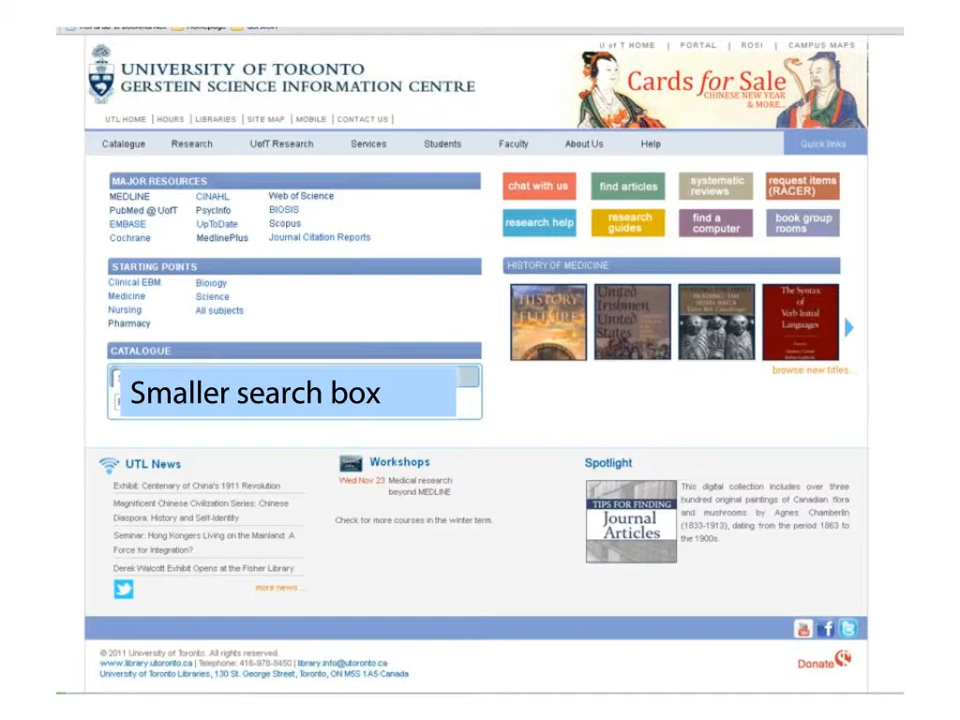 U of T HOME | PORTAL | ROSI | CAMPUS MAPS
UNIVERSITY OF TORONTO
GERSTEIN SCIENCE INFORMATION CENTRE
Cards for Sale
CHINESE NEW YEAR
& MORE...
UTL HOME | HOURS | LIBRARIES | SITE MAP | MOBILE | CONTACT US |
Catalogue Research UofT Research Services Students Faculty About Us Help Quick links
MAJOR RESOURCES
MEDLINE CINAHL Web of Science
PubMed @ UofT PsycInfo BIOSIS
EMBASE UpToDate Scopus
Cochrane MedlinePlus Journal Citation Reports
chat with us find articles systematic reviews request items (RACER)
research help research guides find a computer book group rooms
STARTING POINTS
Clinical EBM Biology
Medicine Science
Nursing All subjects
Pharmacy
HISTORY OF MEDICINE
HISTORY
FUTURE
United
Irishmen
United
States
The Syntax
of
Verb Initial
Languages
browse new titles..
CATALOGUE
Smaller search box
UTL News
Exhibit: Centenary of China's 1911 Revolution
Magnificent Chinese Civilization Series: Chinese
Diaspora: History and Self-Identity
Seminar: Hong Kongers Living on the Mainland: A
Force for Integration?
Derek Walcott Exhibit Opens at the Fisher Library
more news...
Workshops
Wed Nov 23 Medical research
beyond MEDLINE
Check for more courses in the winter term.
Spotlight
TIPS FOR FINDING
Journal
Articles
This digital collection includes over three
hundred original paintings of Canadian flora
and mushrooms by Agnes Chamberlin
(1833-1913), dating from the period 1863 to
the 1900s.
© 2011 University of Toronto. All rights reserved.
www.library.utoronto.ca | Telephone: 416-978-8450 | library.info@utoronto.ca
University of Toronto Libraries, 130 St. George Street, Toronto, ON M5S 1A5 Canada
Donate